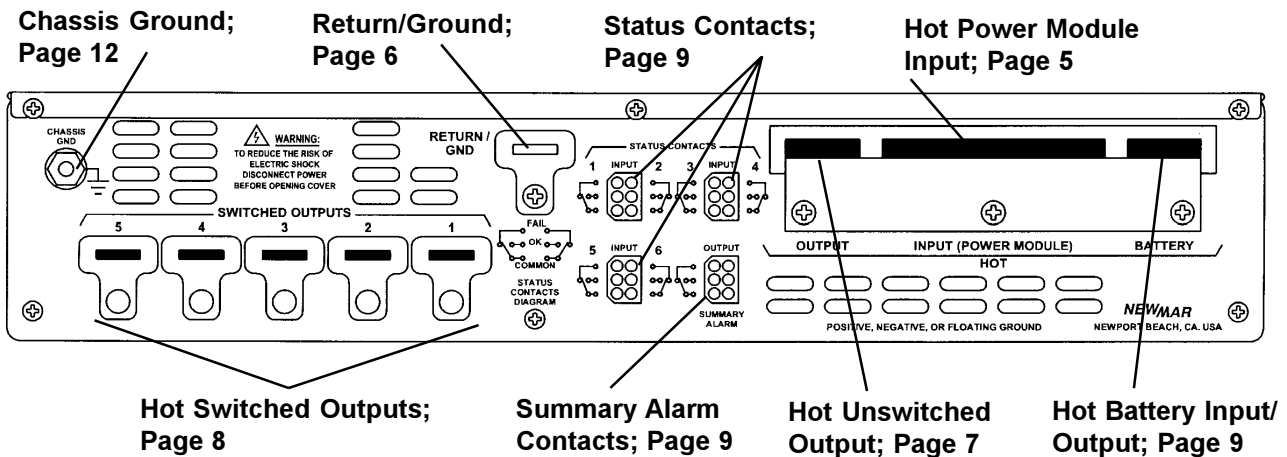 Chassis Ground;
Page 12
Return/Ground;
Page 6
Status Contacts;
Page 9
Hot Power Module
Input; Page 5
CHASSIS
GND
WARNING:
TO REDUCE THE RISK OF
ELECTRIC SHOCK
DISCONNECT POWER
BEFORE OPENING COVER
RETURN /
GND
STATUS CONTACTS
1 INPUT 2 3 INPUT 4
SWITCHED OUTPUTS
5 4 3 2 1
FAIL
OK
COMMON
STATUS
CONTACTS
DIAGRAM
5 INPUT 6 OUTPUT
SUMMARY
ALARM
OUTPUT INPUT (POWER MODULE) BATTERY
HOT
POSITIVE, NEGATIVE, OR FLOATING GROUND
NEWMAR
NEWPORT BEACH, CA. USA
Hot Switched Outputs;
Page 8
Summary Alarm
Contacts; Page 9
Hot Unswitched
Output; Page 7
Hot Battery Input/
Output; Page 9